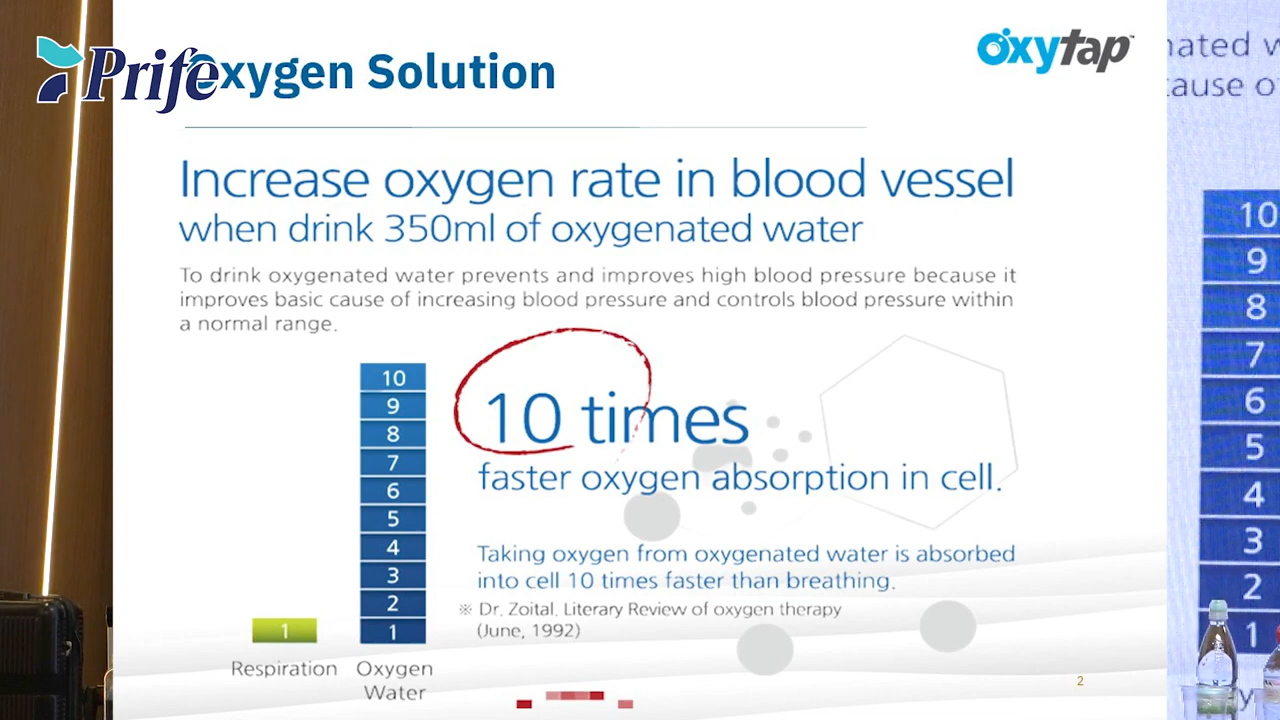 Prife
Oxygen Solution
oxytap™
Increase oxygen rate in blood vessel
when drink 350ml of oxygenated water
To drink oxygenated water prevents and improves high blood pressure because it
improves basic cause of increasing blood pressure and controls blood pressure within
a normal range.
10
9
8
7
6
5
4
3
2
1
1
Respiration
Oxygen
Water
10 times
faster oxygen absorption in cell.
Taking oxygen from oxygenated water is absorbed
into cell 10 times faster than breathing.
※ Dr. Zoital. Literary Review of oxygen therapy
(June, 1992)
2
10
9
8
7
6
5
4
3
2
1